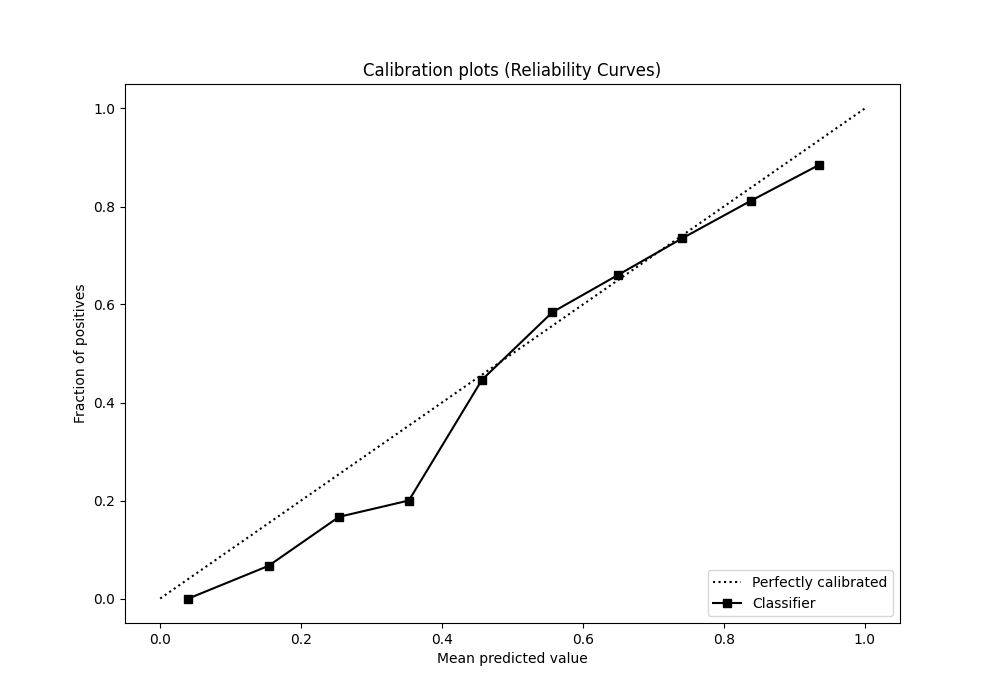 Calibration plots (Reliability Curves)
1.0
0.8
0.6
0.4
0.2
0.0
Fraction of positives
0.0 0.2 0.4 0.6 0.8 1.0
Mean predicted value
Perfectly calibrated
Classifier